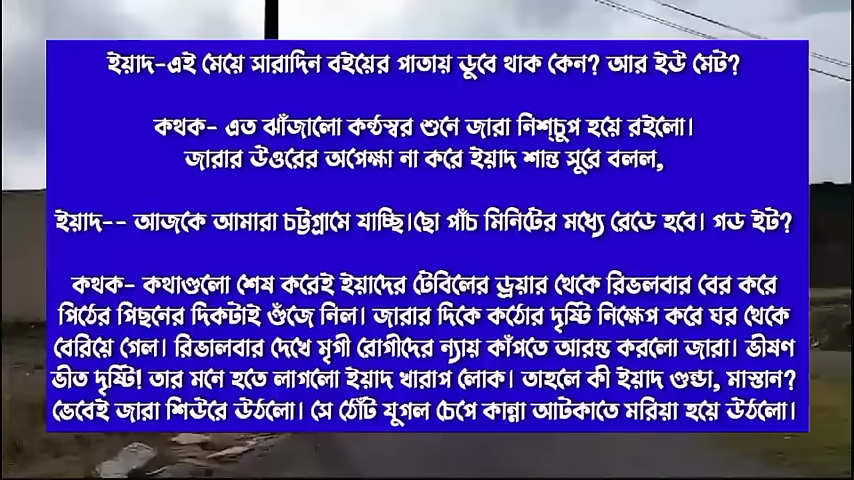 ইয়াদ-এই মেয়ে সারাদিন বইয়ের পাতায় ডুবে থাক কেন? আর ইউ মেট?
কথক- এত ঝাঁজালো কন্ঠস্বর শুনে জারা নিশ্চুপ হয়ে রইলো।
জারার উওরের অপেক্ষা না করে ইয়াদ শান্ত সুরে বলল,
ইয়াদ-- আজকে আমারা চট্টগ্রামে যাচ্ছি।ছো পাঁচ মিনিটের মধ্যে রেডে হবে। গড ইট?
কথক- কথাগুলো শেষ করেই ইয়াদের টেবিলের ড্রয়ার থেকে রিভলবার বের করে
পিঠের পিছনের দিকটাই গুঁজে নিল। জারার দিকে কঠোর দৃষ্টি নিক্ষেপ করে ঘর থেকে
বেরিয়ে গেল। রিভালবার দেখে মৃগী রোগীদের ন্যায় কাঁপতে আরম্ভ করলো জারা। ভীষণ
ভীত দৃষ্টি! তার মনে হতে লাগলো ইয়াদ খারাপ লোক। তাহলে কী ইয়াদ গুন্ডা, মাস্তান?
ভেবেই জারা শিউরে উঠলো। সে ঠোঁট যুগল চেপে কান্না আটকাতে মরিয়া হয়ে উঠলো।